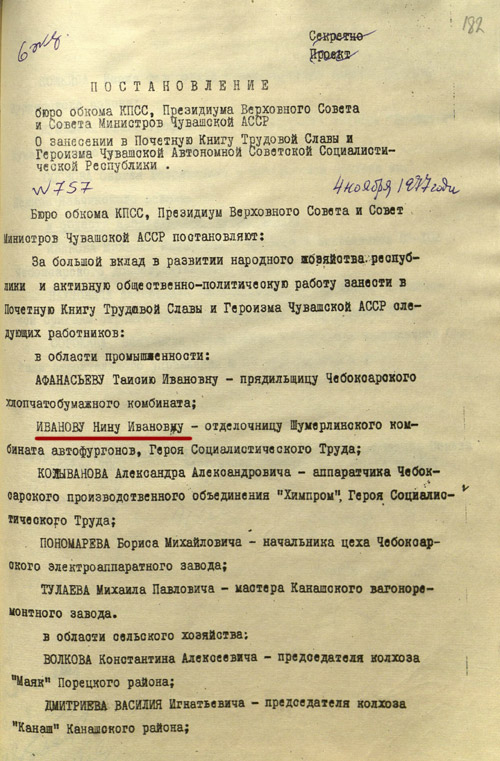 182
Секретно
Проект
ПОСТАНОВЛЕНИЕ
бюро обкома КПСС, Президиума Верховного Совета
и Совета Министров Чувашской АССР
О занесении в Почетную Книгу Трудовой Славы и
Героизма Чувашской Автономной Советской Социалисти-
ческой Республики .
№ 757 4 ноября 1977 года
Бюро обкома КПСС, Президиум Верховного Совета и Совет
Министров Чувашской АССР постановляют:
За большой вклад в развитии народного хозяйства респуб-
лики и активную общественно-политическую работу занести в
Почетную Книгу Трудовой Славы и Героизма Чувашской АССР сле-
дующих работников:
в области промышленности:
АФАНАСЬЕВУ Таисию Ивановну - прядильщицу Чебоксарского
хлопчатобумажного комбината;
ИВАНОВУ Нину Ивановну - отделочницу Шумерлинского ком-
бината автофургонов, Героя Социалистического Труда;
КОЛЫВАНОВА Александра Александровича - аппаратчика Чебок-
сарского производственного объединения "Химпром", Героя Социалис-
тического Труда;
ПОНОМАРЕВА Бориса Михайловича - начальника цеха Чебоксар-
ского электроаппаратного завода;
ТУЛАЕВА Михаила Павловича - мастера Канашского вагоноре-
монтного завода.
в области сельского хозяйства:
ВОЛКОВА Константина Алексеевича - председателя колхоза
"Маяк" Порецкого района;
ДМИТРИЕВА ВАСИЛИЯ Игнатьевича - председателя колхоза
"Канаш" Канашского района;